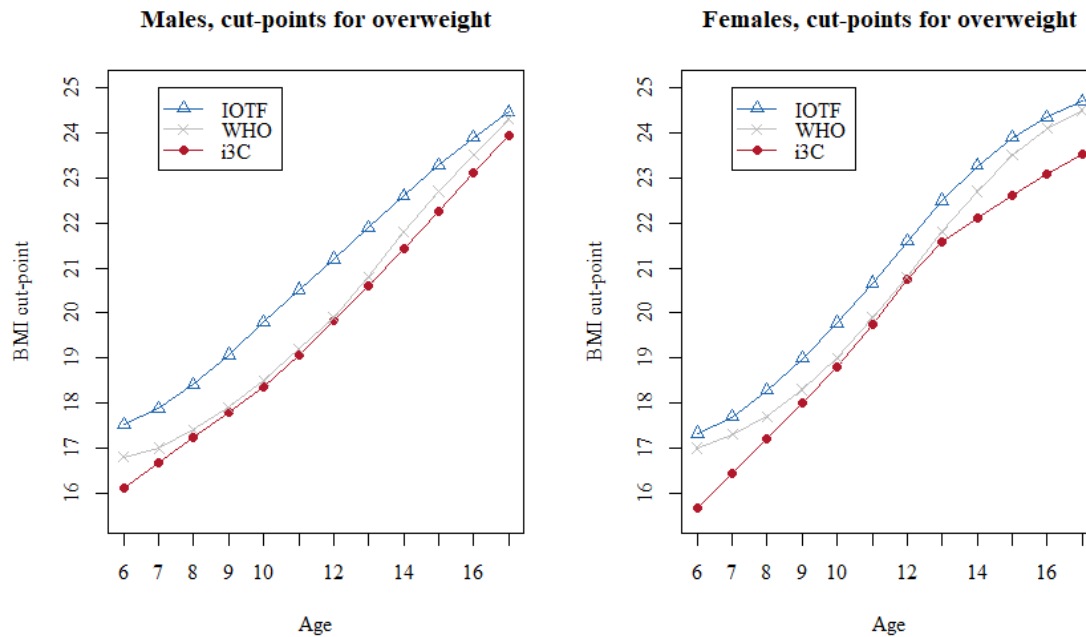 Males, cut-points for overweight
IOTF
WHO
i3C
BMI cut-point
25
24
23
22
21
20
19
18
17
16
6 7 8 9 10 12 14 16
Age
Females, cut-points for overweight
IOTF
WHO
i3C
BMI cut-point
25
24
23
22
21
20
19
18
17
16
6 7 8 9 10 12 14 16
Age